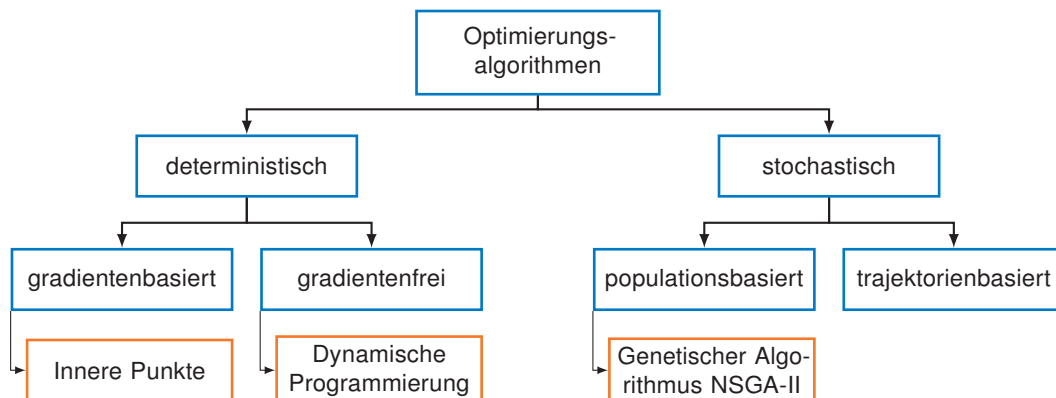 Optimierungs-
algorithmen
deterministisch
stochastisch
gradientenbasiert
gradientenfrei
populationsbasiert
trajektorienbasiert
Innere Punkte
Dynamische
Programmierung
Genetischer Algo-
rithmus NSGA-II